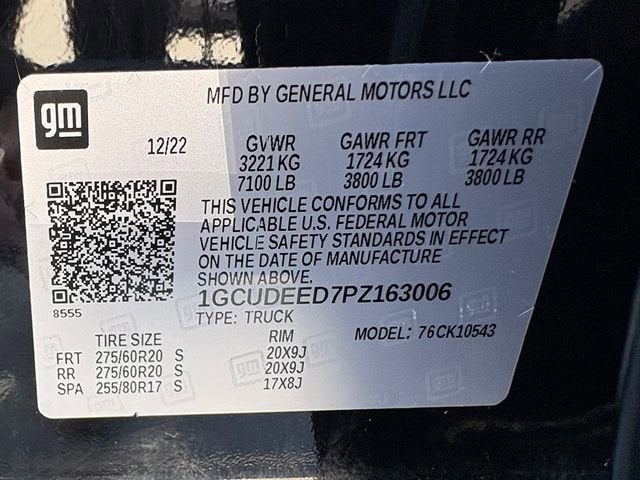 gm
MFD BY GENERAL MOTORS LLC
12/22 GVWR GAWR FRT GAWR RR
3221 KG 1724 KG 1724 KG
7100 LB 3800 LB 3800 LB
THIS VEHICLE CONFORMS TO ALL
APPLICABLE U.S. FEDERAL MOTOR
VEHICLE SAFETY STANDARDS IN EFFECT
ON THE DATE OF MANUFACTURE
SHOWN ABOVE.
8555
1GCUDEED7PZ163006
TYPE: TRUCK
MODEL: 76CK10543
TIRE SIZE RIM
FRT 275/60R20 S 20X9J
RR 275/60R20 S 20X9J
SPA 255/80R17 S 17X8J